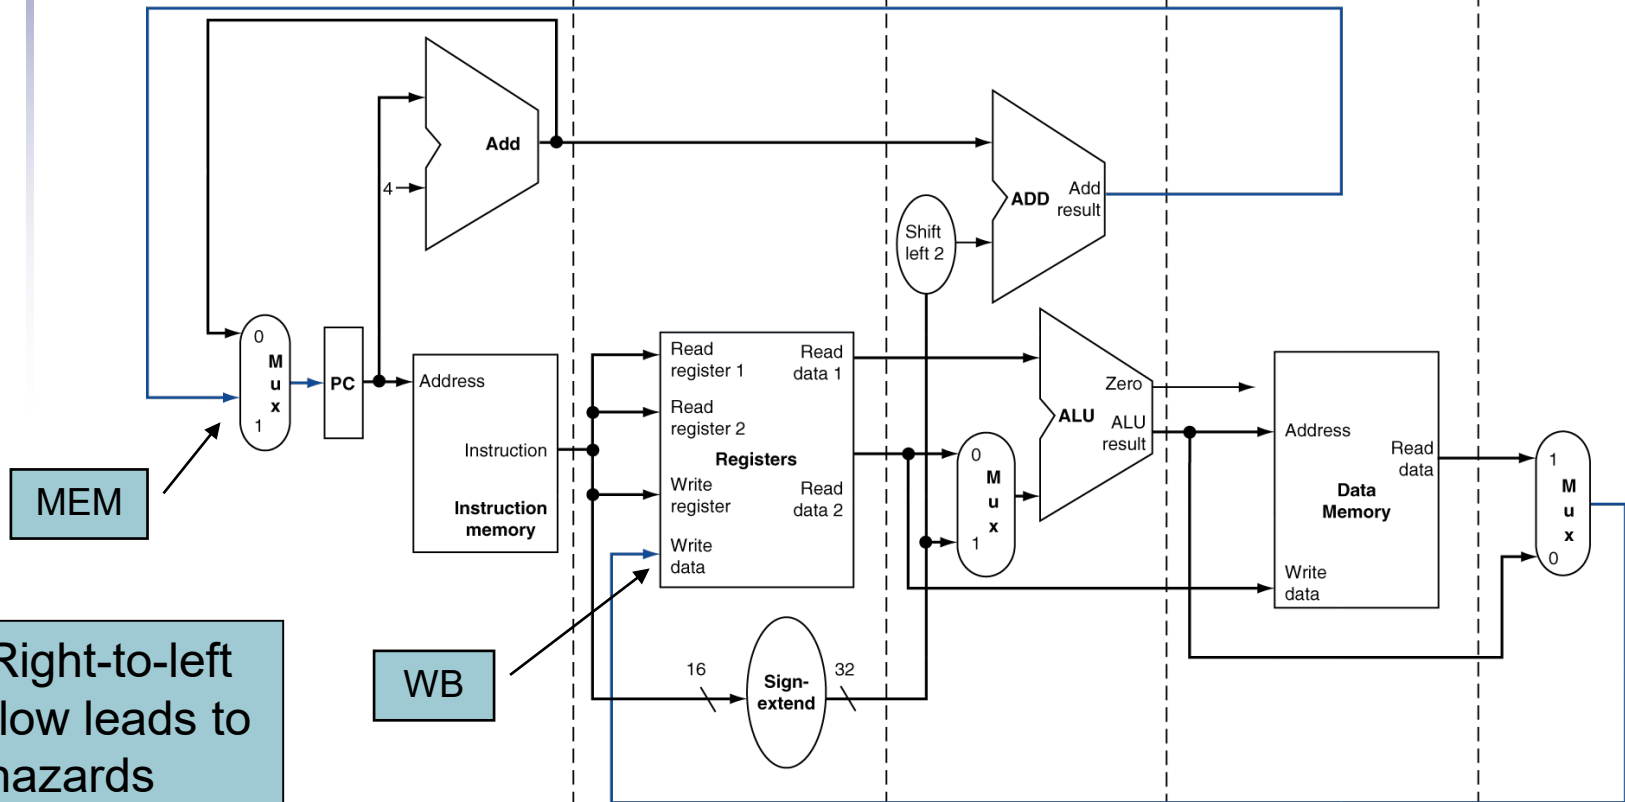 Add
4
ADD
Add
result
Shift
left 2
0
M
u
x
1
PC
Address
Instruction
Instruction
memory
Read
register 1
Read
register 2
Registers
Write
register
Write
data
Read
data 1
Read
data 2
0
M
u
x
1
Zero
ALU
ALU
result
Address
Read
data
Data
Memory
Write
data
1
M
u
x
0
MEM
WB
16
Sign-
extend
32
Right-to-left
low leads to
hazards